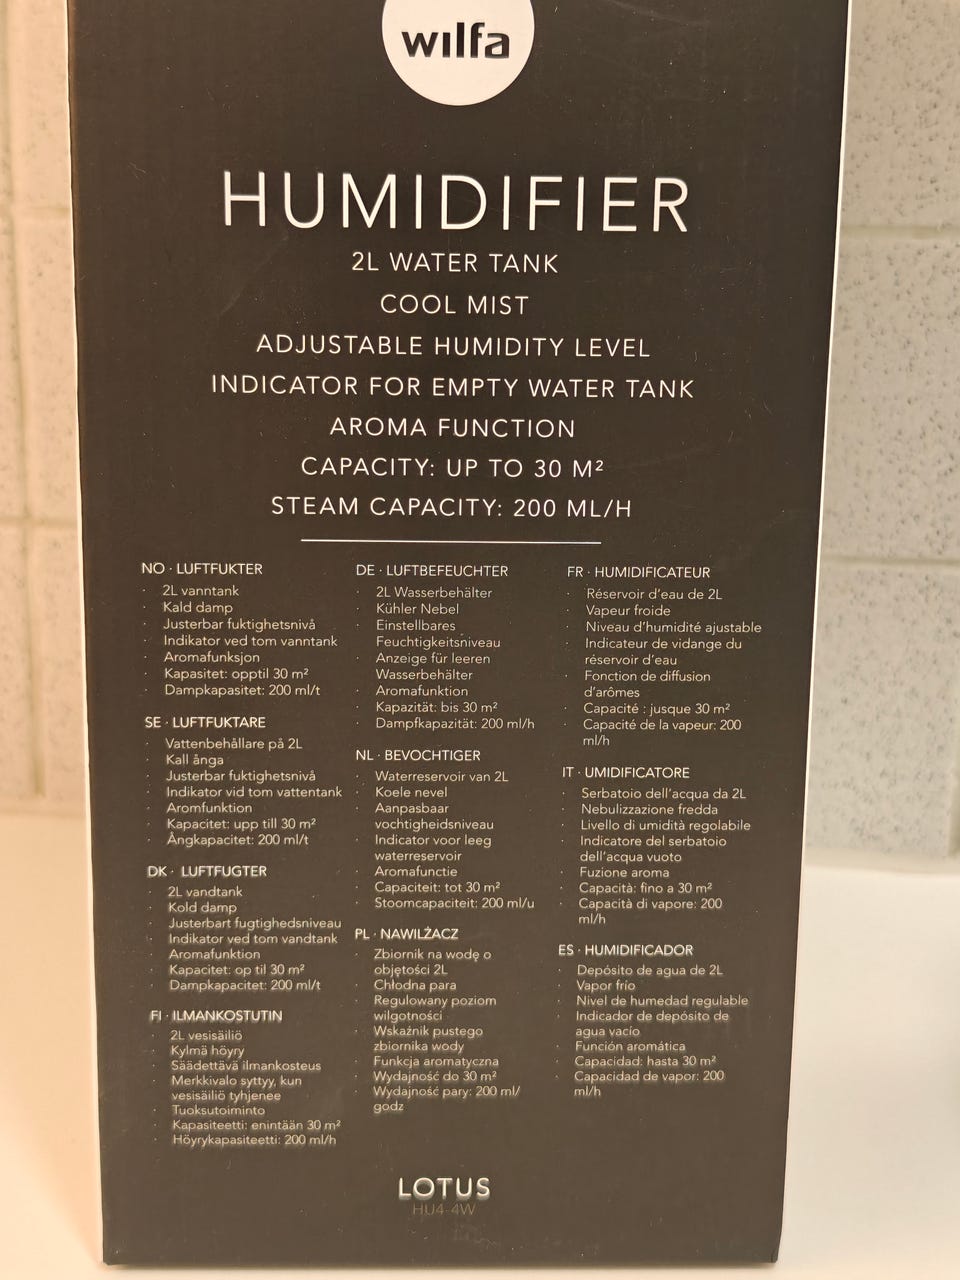 wilfa
HUMIDIFIER
2L WATER TANK
COOL MIST
ADJUSTABLE HUMIDITY LEVEL
INDICATOR FOR EMPTY WATER TANK
AROMA FUNCTION
CAPACITY: UP TO 30 M²
STEAM CAPACITY: 200 ML/H
NO · LUFTFUKTER
· 2L vanntank
· Kald damp
· Justerbar fuktighetsnivå
· Indikator ved tom vanntank
· Aromafunksjon
· Kapasitet: opptil 30 m²
· Dampkapasitet: 200 ml/t
SE · LUFTFUKTARE
· Vattenbehållare på 2L
· Kall ånga
· Justerbar fuktighetsnivå
· Indikator vid tom vattentank
· Aromfunktion
· Kapacitet: upp till 30 m²
· Ångkapacitet: 200 ml/t
DK · LUFTFUGTER
· 2L vandtank
· Kold damp
· Justerbart fugtighedsniveau
· Indikator ved tom vandtank
· Aromafunktion
· Kapacitet: op til 30 m²
· Dampkapacitet: 200 ml/t
FI · ILMANKOSTUTIN
· 2L vesisäiliö
· Kylmä höyry
· Säädettävä ilmankosteus
· Merkkivalo syttyy, kun
vesisäiliö tyhjenee
· Tuoksutoiminto
· Kapasiteetti: enintään 30 m²
· Höyrykapasiteetti: 200 ml/h
DE · LUFTBEFEUCHTER
· 2L Wasserbehälter
· Kühler Nebel
· Einstellbares
Feuchtigkeitsniveau
· Anzeige für leeren
Wasserbehälter
· Aromafunktion
· Kapazität: bis 30 m²
· Dampfkapazität: 200 ml/h
NL · BEVOCHTIGER
· Waterreservoir van 2L
· Koele nevel
· Aanpasbaar
vochtigheidsniveau
· Indicator voor leeg
waterreservoir
· Aromafunctie
· Capaciteit: tot 30 m²
· Stoomcapaciteit: 200 ml/u
PL · NAWILŻACZ
· Zbiornik na wodę o
objętości 2L
· Chłodna para
· Regulowany poziom
wilgotności
· Wskaźnik pustego
zbiornika wody
· Funkcja aromatyczna
· Wydajność do 30 m²
· Wydajność pary: 200 ml/
godz
FR · HUMIDIFICATEUR
· Réservoir d'eau de 2L
· Vapeur froide
· Niveau d'humidité ajustable
· Indicateur de vidange du
réservoir d'eau
· Fonction de diffusion
d'arômes
· Capacité : jusque 30 m²
· Capacité de la vapeur: 200
ml/h
IT · UMIDIFICATORE
· Serbatoio dell'acqua da 2L
· Nebulizzazione fredda
· Livello di umidità regolabile
· Indicatore del serbatoio
dell'acqua vuoto
· Fuzione aroma
· Capacità: fino a 30 m²
· Capacità di vapore: 200
ml/h
ES · HUMIDIFICADOR
· Depósito de agua de 2L
· Vapor frío
· Nivel de humedad regulable
· Indicador de depósito de
agua vacío
· Función aromática
· Capacidad: hasta 30 m²
· Capacidad de vapor: 200
ml/h
LOTUS
HU4-4W